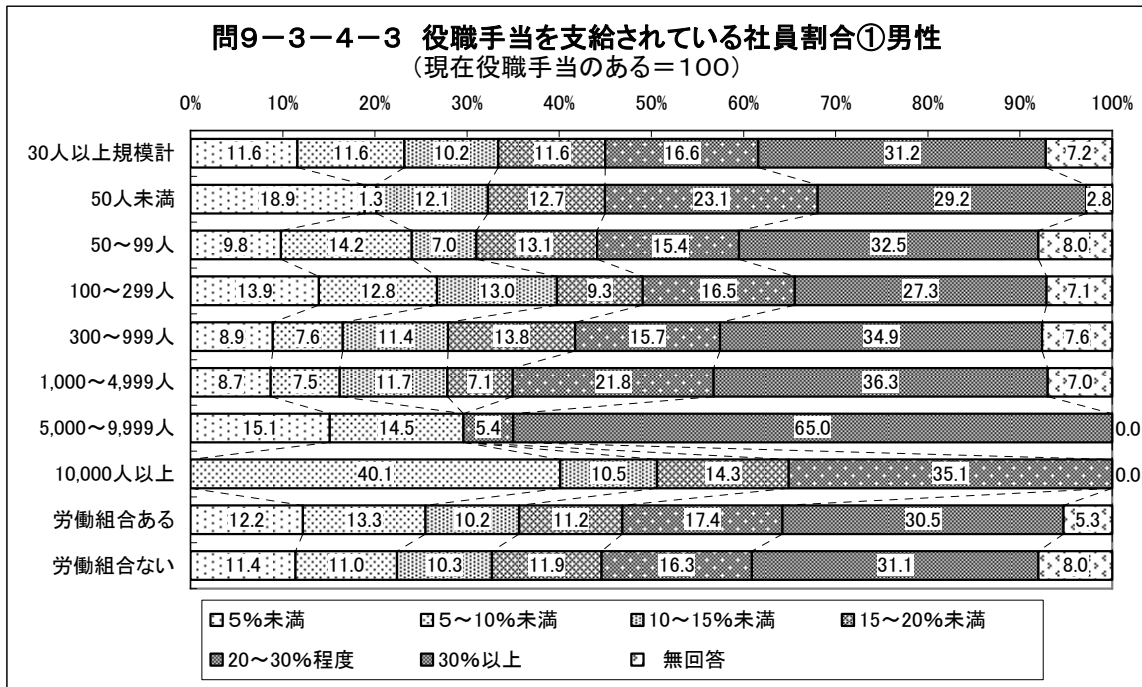 問9－3－4－3 役職手当を支給されている社員割合①男性
（現在役職手当のある＝100）
0% 10% 20% 30% 40% 50% 60% 70% 80% 90% 100%
30人以上規模計 11.6 11.6 10.2 11.6 16.6 31.2 7.2
50人未満 18.9 1.3 12.1 12.7 23.1 29.2 2.8
50～99人 9.8 14.2 7.0 13.1 15.4 32.5 8.0
100～299人 13.9 12.8 13.0 9.3 16.5 27.3 7.1
300～999人 8.9 7.6 11.4 13.8 15.7 34.9 7.6
1,000～4,999人 8.7 7.5 11.7 7.1 21.8 36.3 7.0
5,000～9,999人 15.1 14.5 5.4 65.0 0.0
10,000人以上 40.1 10.5 14.3 35.1 0.0
労働組合ある 12.2 13.3 10.2 11.2 17.4 30.5 5.3
労働組合ない 11.4 11.0 10.3 11.9 16.3 31.1 8.0
5％未満 5～10％未満 10～15％未満 15～20％未満
20～30％程度 30％以上 無回答